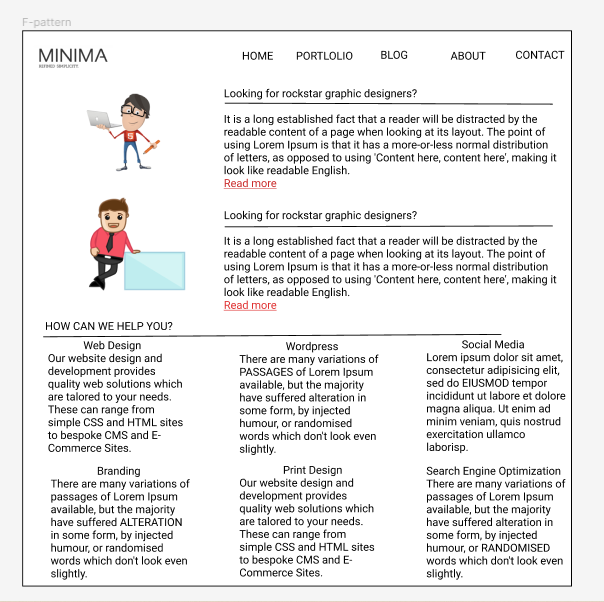 F-pattern
MINIMA
REFINED SIMPLICITY
HOME PORTLOLIO BLOG ABOUT CONTACT
Looking for rockstar graphic designers?
It is a long established fact that a reader will be distracted by the
readable content of a page when looking at its layout. The point of
using Lorem Ipsum is that it has a more-or-less normal distribution
of letters, as opposed to using 'Content here, content here', making it
look like readable English.
Read more
Looking for rockstar graphic designers?
It is a long established fact that a reader will be distracted by the
readable content of a page when looking at its layout. The point of
using Lorem Ipsum is that it has a more-or-less normal distribution
of letters, as opposed to using 'Content here, content here', making it
look like readable English.
Read more
HOW CAN WE HELP YOU?
Web Design
Our website design and
development provides
quality web solutions which
are tailored to your needs.
These can range from
simple CSS and HTML sites
to bespoke CMS and E-
Commerce Sites.
Wordpress
There are many variations of
PASSAGES of Lorem Ipsum
available, but the majority
have suffered alteration in
some form, by injected
humour, or randomised
words which don't look even
slightly.
Social Media
Lorem ipsum dolor sit amet,
consectetur adipisicing elit,
sed do EIUSMOD tempor
incididunt ut labore et dolore
magna aliqua. Ut enim ad
minim veniam, quis nostrud
exercitation ullamco
laborisp.
Branding
There are many variations of
passages of Lorem Ipsum
available, but the majority
have suffered ALTERATION
in some form, by injected
humour, or randomised
words which don't look even
slightly.
Print Design
Our website design and
development provides
quality web solutions which
are tailored to your needs.
These can range from
simple CSS and HTML sites
to bespoke CMS and E-
Commerce Sites.
Search Engine Optimization
There are many variations of
passages of Lorem Ipsum
available, but the majority
have suffered alteration in
some form, by injected
humour, or RANDOMISED
words which don't look even
slightly.